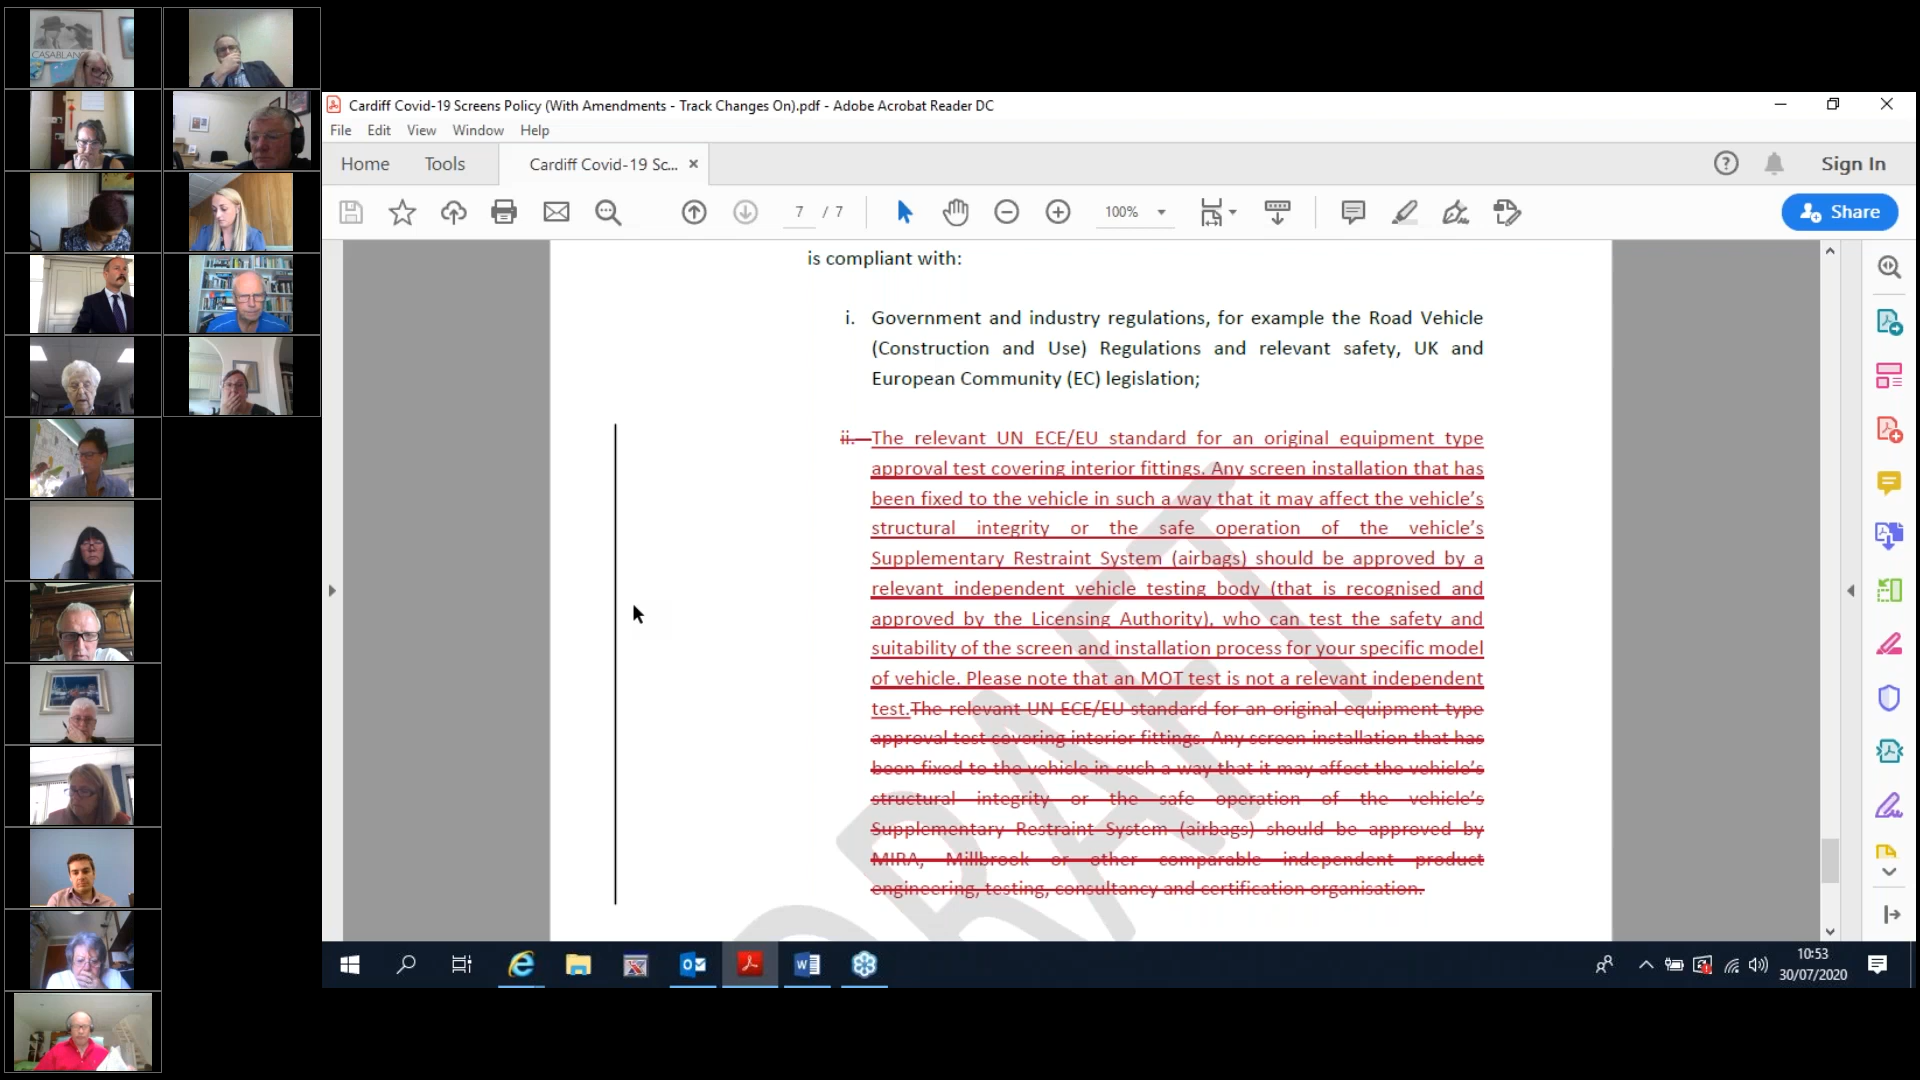 CASABLANC
Cardiff Covid-19 Screens Policy (With Amendments - Track Changes On).pdf - Adobe Acrobat Reader DC
File Edit View Window Help
Home Tools Cardiff Covid-19 Sc... × Sign In
7 / 7 100% Share
is compliant with:
i. Government and industry regulations, for example the Road Vehicle
(Construction and Use) Regulations and relevant safety, UK and
European Community (EC) legislation;
ii. The relevant UN ECE/EU standard for an original equipment type
approval test covering interior fittings. Any screen installation that has
been fixed to the vehicle in such a way that it may affect the vehicle's
structural integrity or the safe operation of the vehicle's
Supplementary Restraint System (airbags) should be approved by a
relevant independent vehicle testing body (that is recognised and
approved by the Licensing Authority), who can test the safety and
suitability of the screen and installation process for your specific model
of vehicle. Please note that an MOT test is not a relevant independent
test.The relevant UN ECE/EU standard for an original equipment type
approval test covering interior fittings. Any screen installation that has
been fixed to the vehicle in such a way that it may affect the vehicle's
structural integrity or the safe operation of the vehicle's
Supplementary Restraint System (airbags) should be approved by
MIRA, Millbrook or other comparable independent product
engineering, testing, consultancy and certification organisation.
DRAFT
10:53
30/07/2020